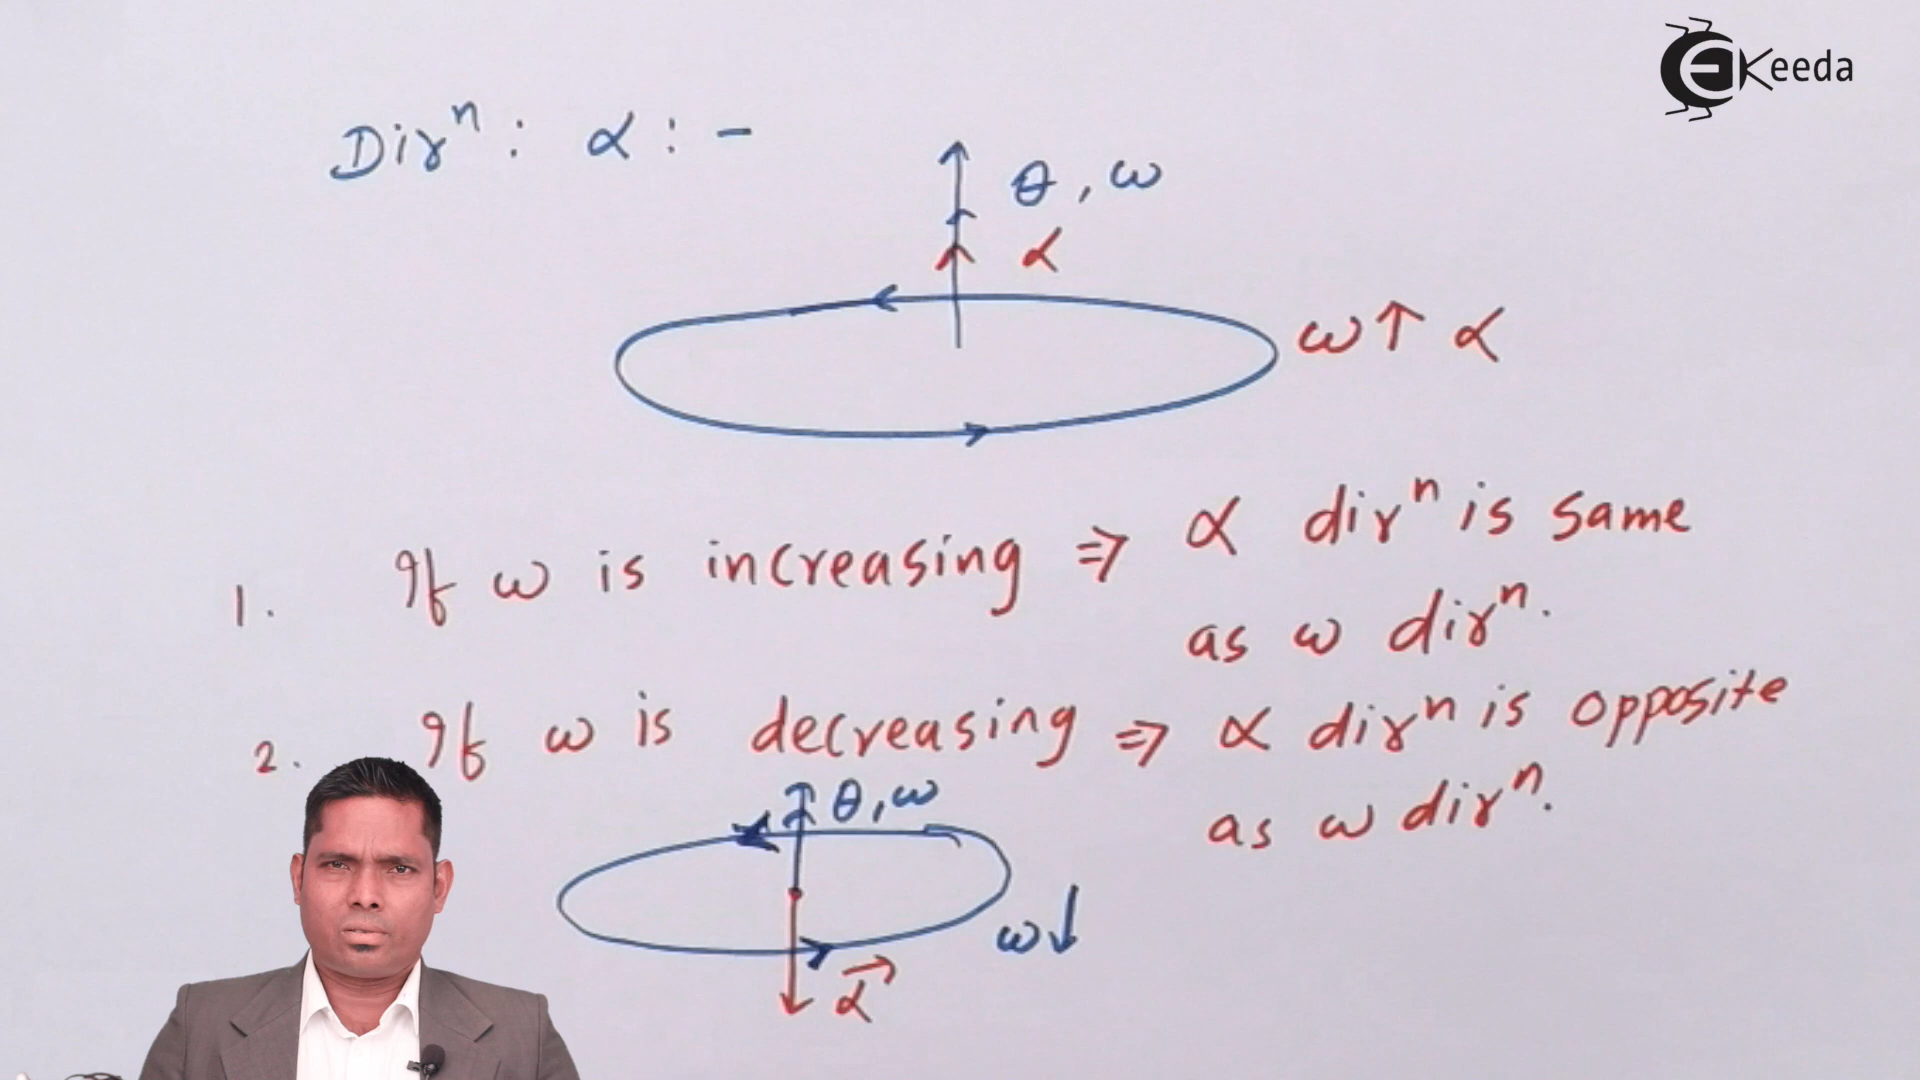 EKeeda
Dirⁿ : α : -
θ, ω
α
ω↑ α
1. If ω is increasing ⇒ α dirⁿ is same
as ω dirⁿ.
2. If ω is decreasing ⇒ α dirⁿ is opposite
as ω dirⁿ.
θ, ω
ω↓
α⃗